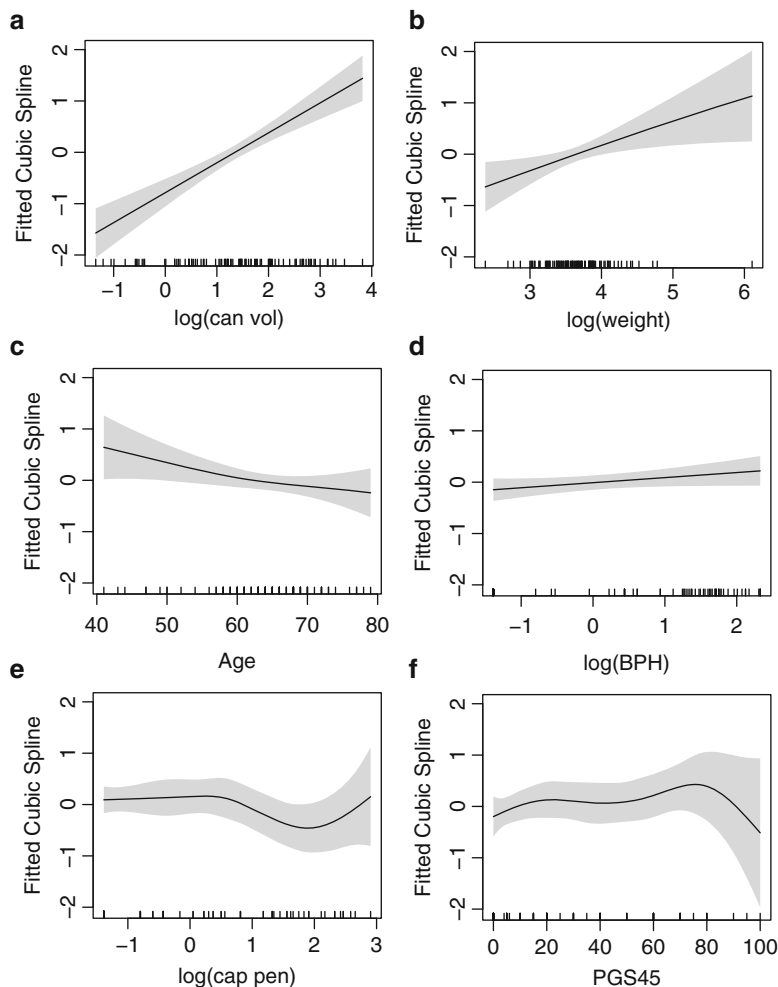 a
b
Fitted Cubic Spline
2
1
0
−1
−2
−1 0 1 2 3 4
log(can vol)
Fitted Cubic Spline
2
1
0
−1
−2
3 4 5 6
log(weight)
c
d
Fitted Cubic Spline
2
1
0
−1
−2
40 50 60 70 80
Age
Fitted Cubic Spline
2
1
0
−1
−2
−1 0 1 2
log(BPH)
e
f
Fitted Cubic Spline
2
1
0
−1
−2
−1 0 1 2 3
log(cap pen)
Fitted Cubic Spline
2
1
0
−1
−2
0 20 40 60 80 100
PGS45